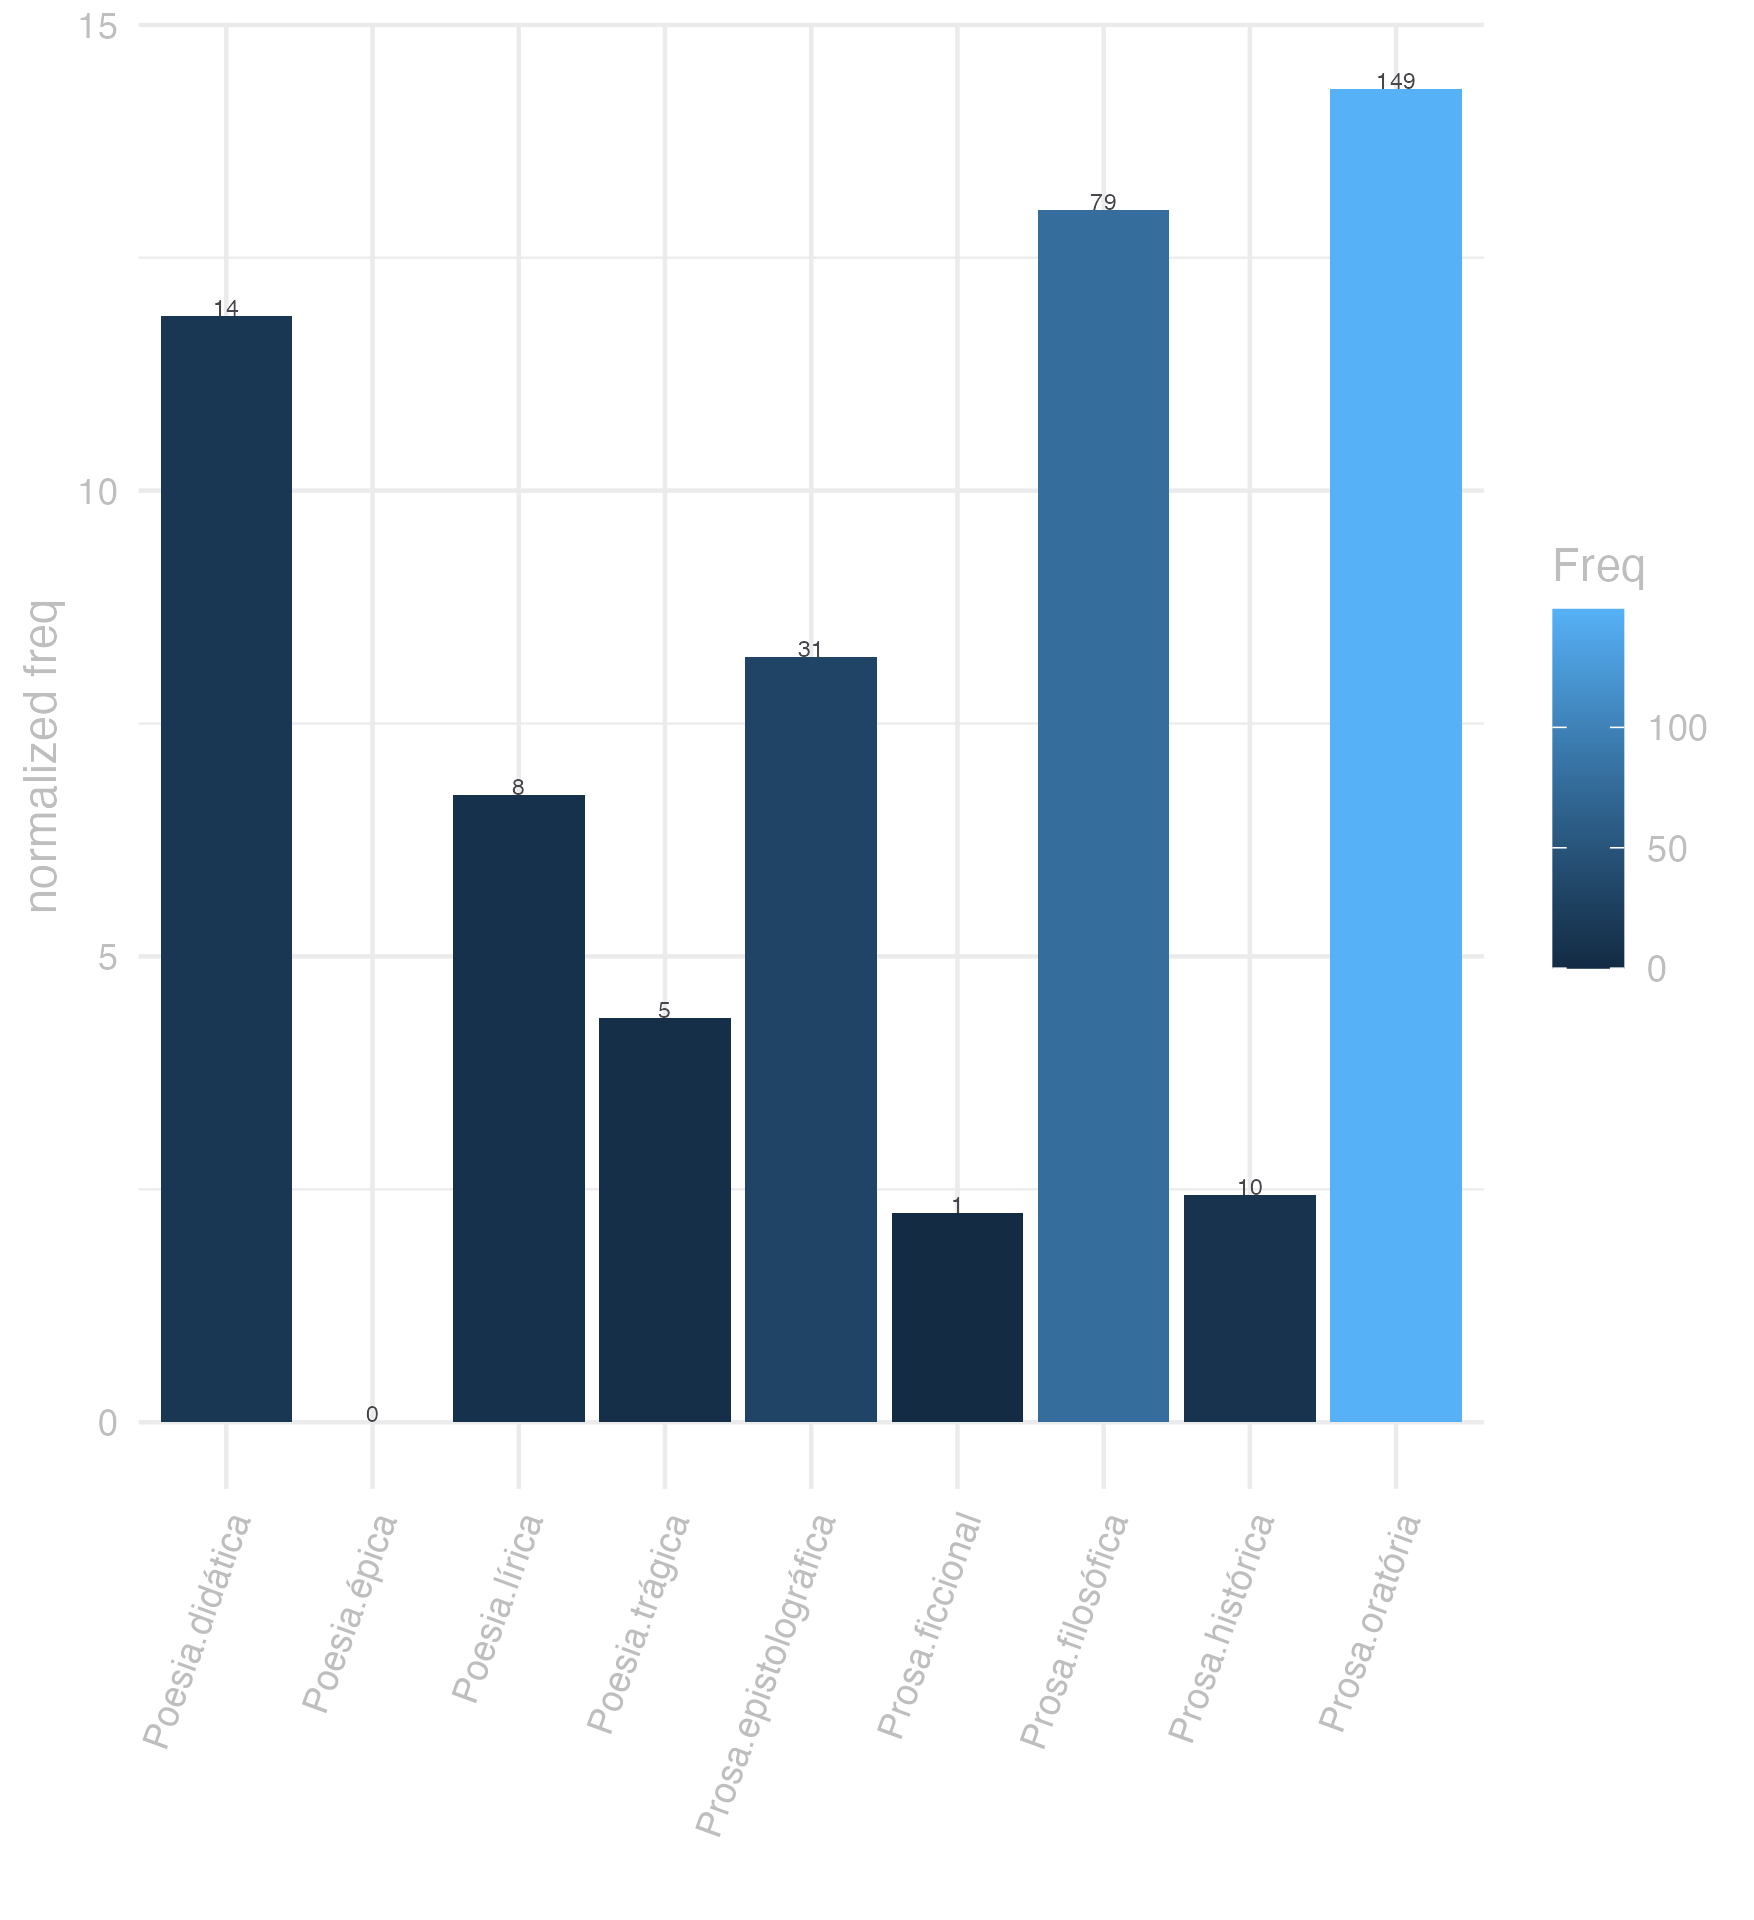 15
10
5
0
normalized freq
14
0
8
5
31
1
79
10
149
Poesia.didática
Poesia.épica
Poesia.lírica
Poesia.trágica
Prosa.epistolográfica
Prosa.ficcional
Prosa.filosófica
Prosa.histórica
Prosa.oratória
Freq
100
50
0